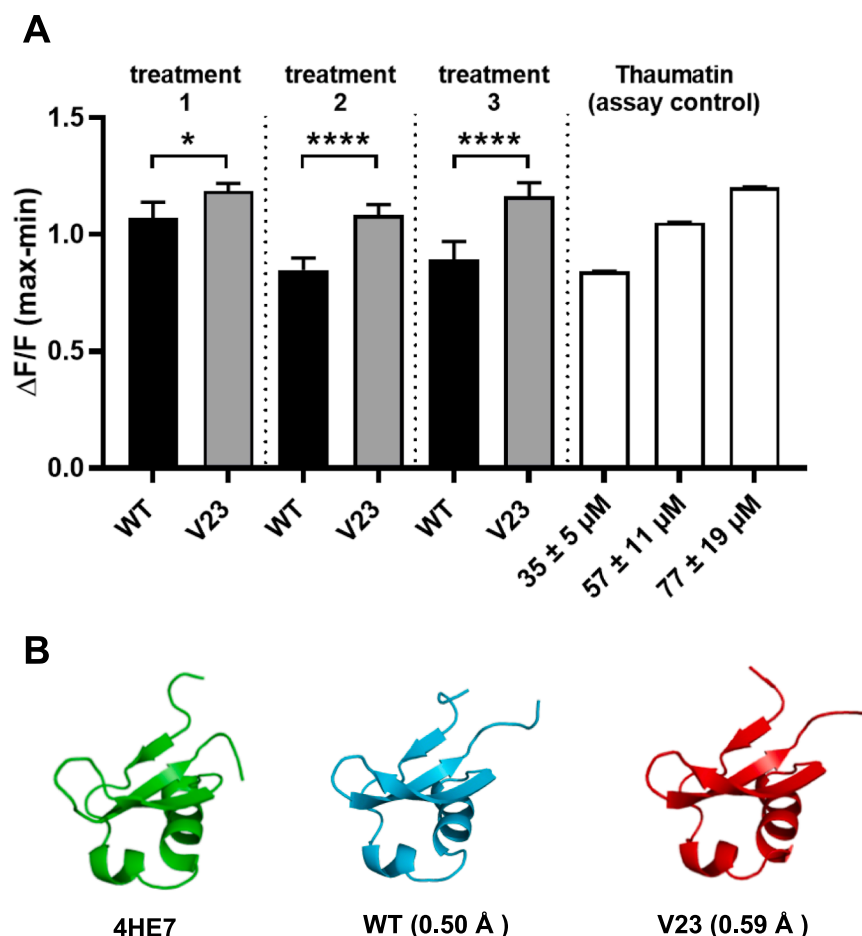 A
treatment
1
treatment
2
treatment
3
Thaumatin
(assay control)
* **** ****
ΔF/F (max-min)
1.5
1.0
0.5
0.0
WT
V23
WT
V23
WT
V23
35 ± 5 µM
57 ± 11 µM
77 ± 19 µM
B
4HE7
WT (0.50 Å )
V23 (0.59 Å )